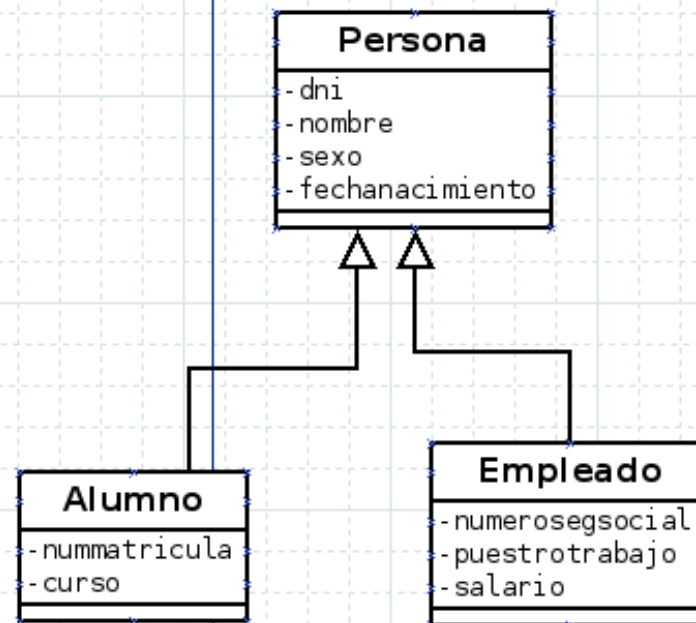 Persona
-dni
-nombre
-sexo
-fechanacimiento
Alumno
-nummatricula
-curso
Empleado
-numerosegsocial
-puestrotrabajo
-salario